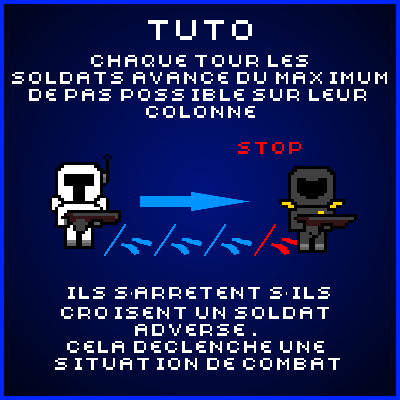 TUTO
CHAQUE TOUR LES
SOLDATS AVANCE DU MAXIMUM
DE PAS POSSIBLE SUR LEUR
COLONNE
STOP
ILS S'ARRETENT S'ILS
CROISENT UN SOLDAT
ADVERSE.
CELA DECLENCHE UNE
SITUATION DE COMBAT